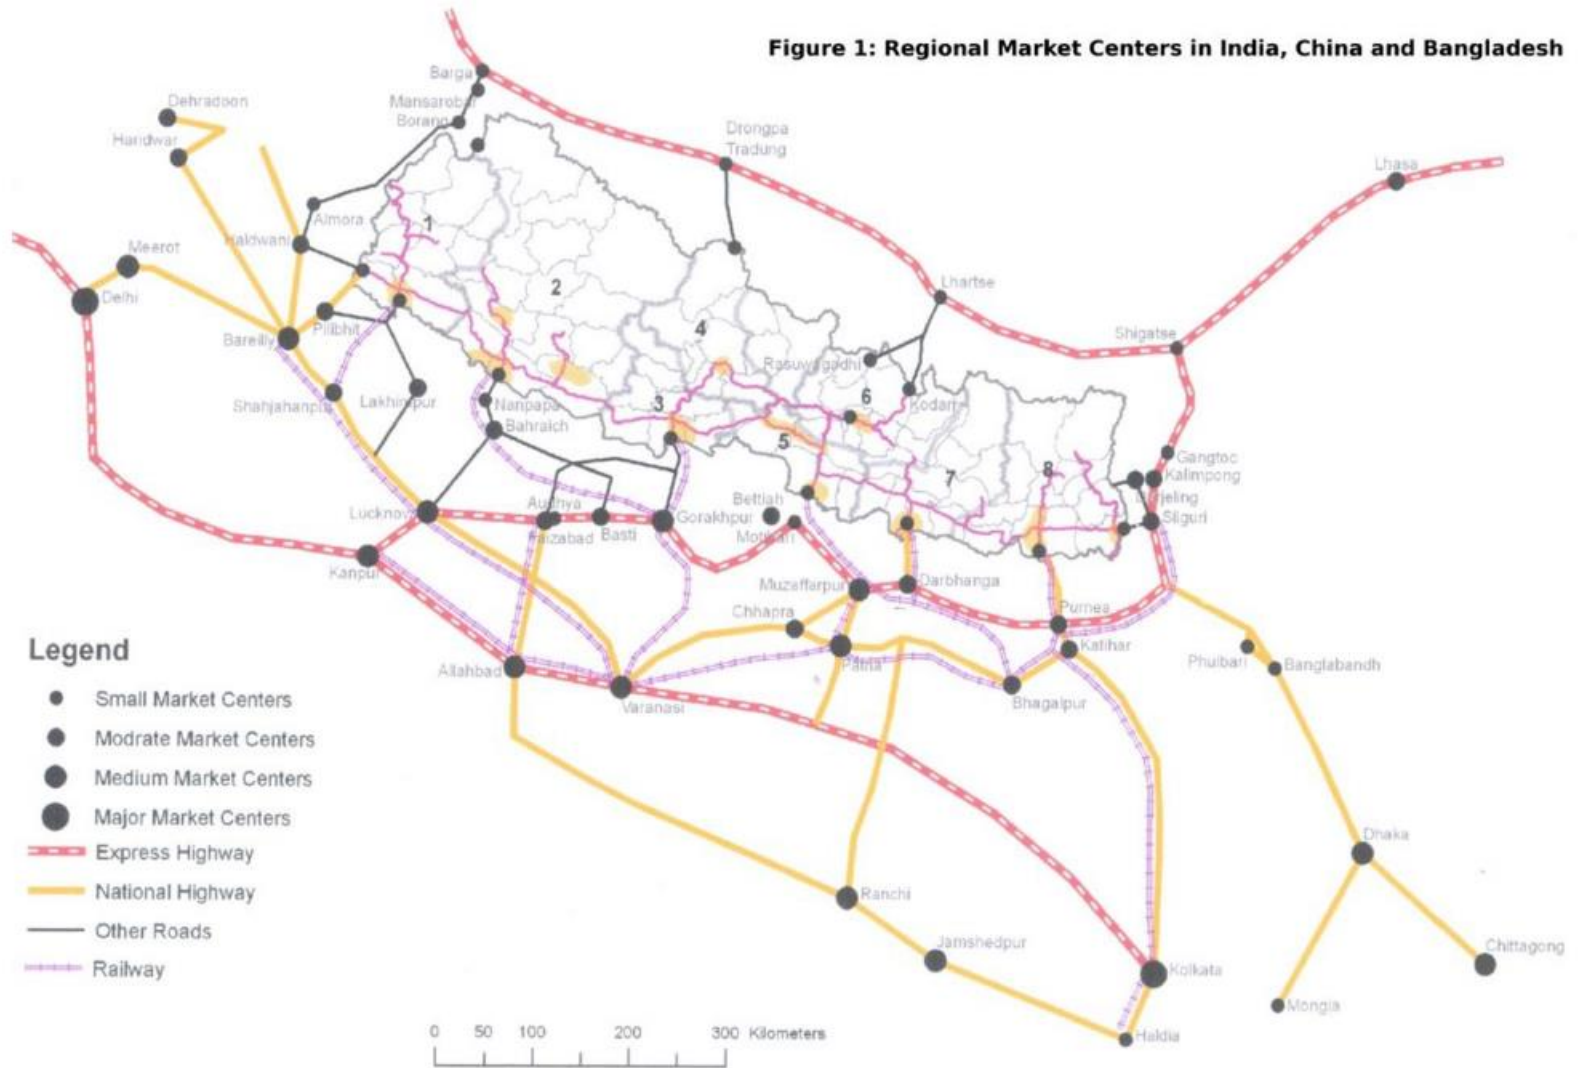 Figure 1: Regional Market Centers in India, China and Bangladesh
Barga
Mansarobar
Borang
Dehradoon
Haridwar
Drongpa
Tradung
Lhasa
Almora
Haldwani
Meerot
Delhi
Lhartse
Shigatse
Pilibhit
Bareilly
Rasuwagadhi
Shahjahanpur
Lakhimpur
Nanpapa
Bahraich
Kodari
1
2
3
4
5
6
7
8
Gangtoc
Kalimpong
Darjeling
Siliguri
Lucknow
Audhya
Faizabad
Basti
Gorakhpur
Bettiah
Motihari
Kanpur
Muzaffarpur
Darbhanga
Chhapra
Purnea
Katihar
Phulbari
Banglabandh
Allahbad
Varanasi
Patna
Bhagalpur
Legend
Small Market Centers
Modrate Market Centers
Medium Market Centers
Major Market Centers
Express Highway
National Highway
Other Roads
Railway
Ranchi
Jamshedpur
Dhaka
Chittagong
Kolkata
Mongla
Haldia
0 50 100 200 300 Kilometers